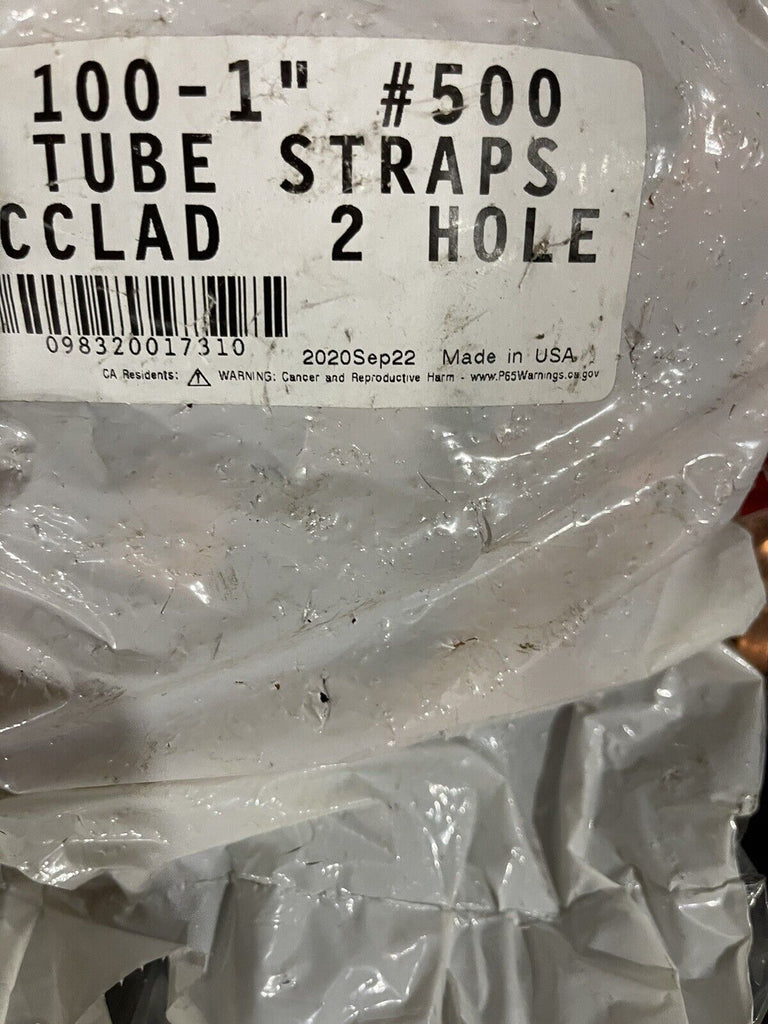 100-1" #500
TUBE STRAPS
CCLAD 2 HOLE
098320017310
2020Sep22 Made in USA
CA Residents: ⚠ WARNING: Cancer and Reproductive Harm - www.P65Warnings.ca.gov